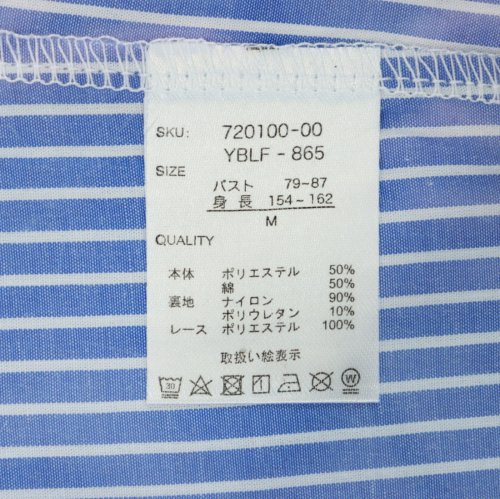 SKU: 720100-00
YBLF - 865
SIZE
バスト 79~87
身長 154~162
M
QUALITY
本体 ポリエステル 50%
綿 50%
裏地 ナイロン 90%
ポリウレタン 10%
レース ポリエステル 100%
取扱い絵表示
30 1 W